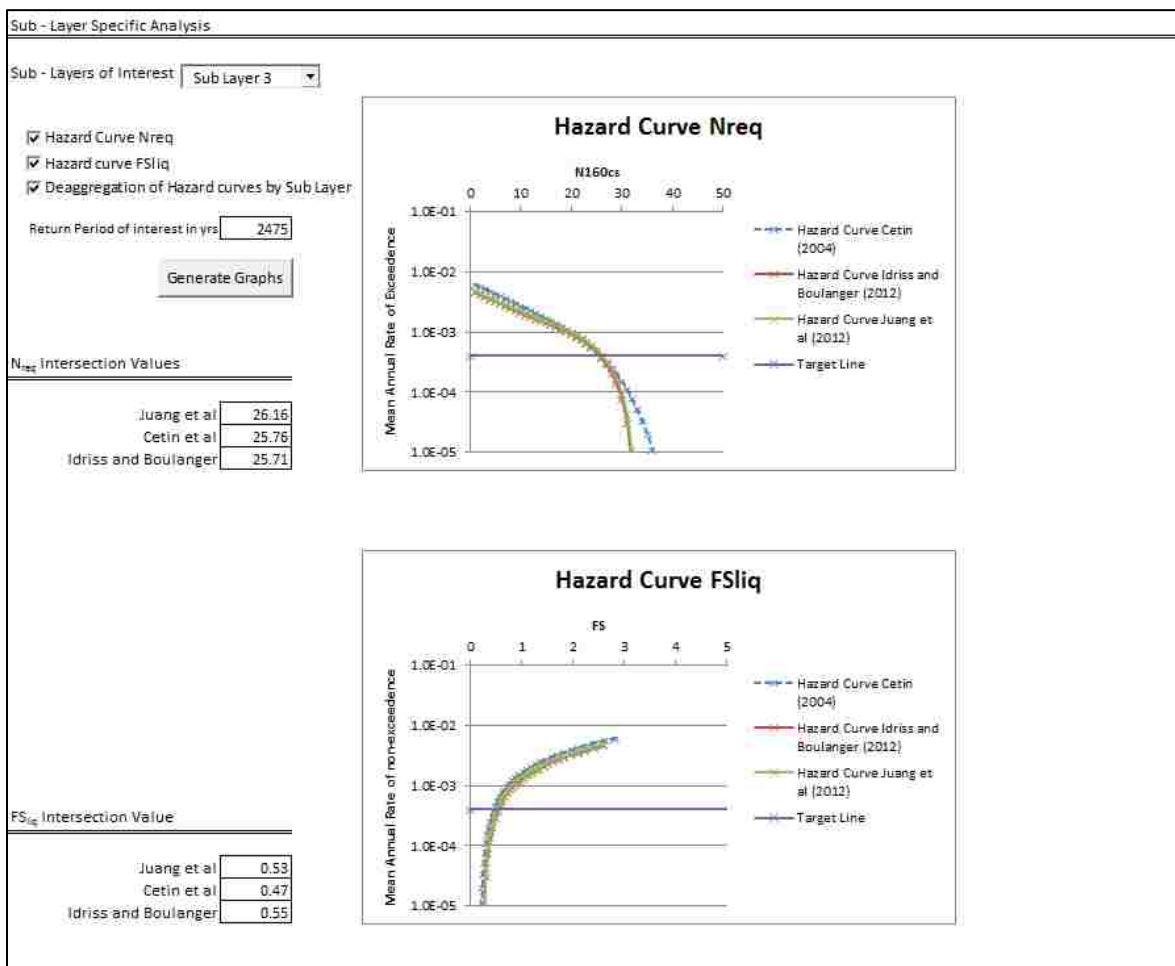 Sub - Layer Specific Analysis
Sub - Layers of Interest
Sub Layer 3
Hazard Curve Nreq
Hazard curve FSliq
Deaggregation of Hazard curves by Sub Layer
Return Period of interest in yrs 2475
Generate Graphs
Nreq Intersection Values
Juang et al 26.16
Cetin et al 25.76
Idriss and Boulanger 25.71
Hazard Curve Nreq
N160cs
0 10 20 30 40 50
Mean Annual Rate of Exceedence
1.0E-01
1.0E-02
1.0E-03
1.0E-04
1.0E-05
Hazard Curve Cetin
(2004)
Hazard Curve Idriss and
Boulanger (2012)
Hazard Curve Juang et
al (2012)
Target Line
Hazard Curve FSliq
FS
0 1 2 3 4 5
Mean Annual Rate of non-exceedence
1.0E-01
1.0E-02
1.0E-03
1.0E-04
1.0E-05
Hazard Curve Cetin
(2004)
Hazard Curve Idriss and
Boulanger (2012)
Hazard Curve Juang et
al (2012)
Target Line
FSliq Intersection Value
Juang et al 0.53
Cetin et al 0.47
Idriss and Boulanger 0.55